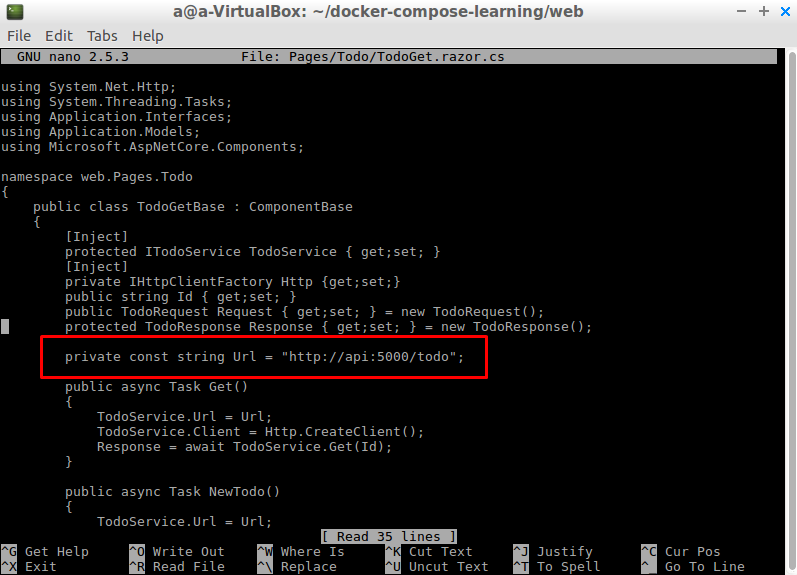 a@a-VirtualBox: ~/docker-compose-learning/web
File Edit Tabs Help
GNU nano 2.5.3 File: Pages/Todo/TodoGet.razor.cs
using System.Net.Http;
using System.Threading.Tasks;
using Application.Interfaces;
using Application.Models;
using Microsoft.AspNetCore.Components;
namespace web.Pages.Todo
{
    public class TodoGetBase : ComponentBase
    {
        [Inject]
        protected ITodoService TodoService { get;set; }
        [Inject]
        private IHttpClientFactory Http {get;set;}
        public string Id { get;set; }
        public TodoRequest Request { get;set; } = new TodoRequest();
        protected TodoResponse Response { get;set; } = new TodoResponse();
        private const string Url = "http://api:5000/todo";
        public async Task Get()
        {
            TodoService.Url = Url;
            TodoService.Client = Http.CreateClient();
            Response = await TodoService.Get(Id);
        }
        public async Task NewTodo()
        {
            TodoService.Url = Url;
[ Read 35 lines ]
^G Get Help ^O Write Out ^W Where Is ^K Cut Text ^J Justify ^C Cur Pos
^X Exit ^R Read File ^\ Replace ^U Uncut Text ^T To Spell ^_ Go To Line